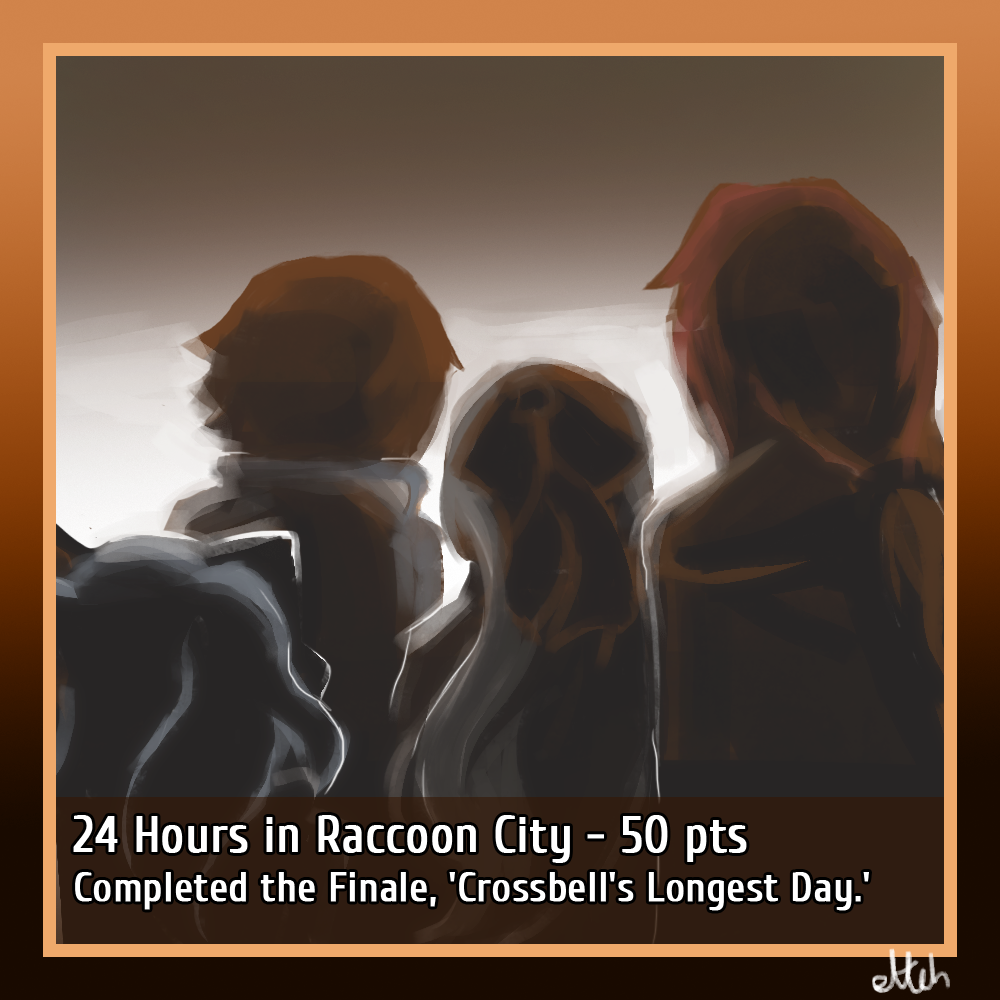 24 Hours in Raccoon City - 50 pts
Completed the Finale, 'Crossbell's Longest Day.'